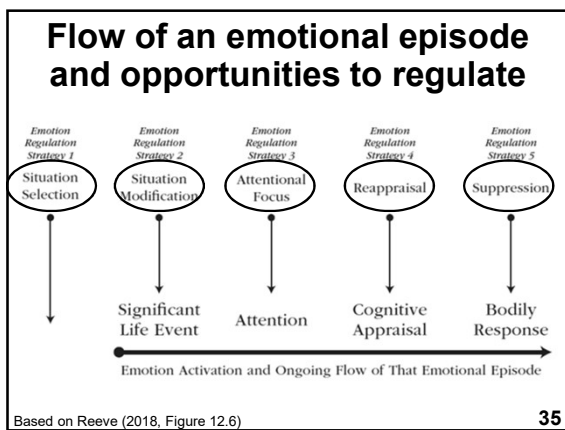 Flow of an emotional episode
and opportunities to regulate
Emotion
Regulation
Strategy 1
Situation
Selection
Emotion
Regulation
Strategy 2
Situation
Modification
Emotion
Regulation
Strategy 3
Attentional
Focus
Emotion
Regulation
Strategy 4
Reappraisal
Emotion
Regulation
Strategy 5
Suppression
Significant
Life Event
Attention
Cognitive
Appraisal
Bodily
Response
Emotion Activation and Ongoing Flow of That Emotional Episode
Based on Reeve (2018, Figure 12.6)
35